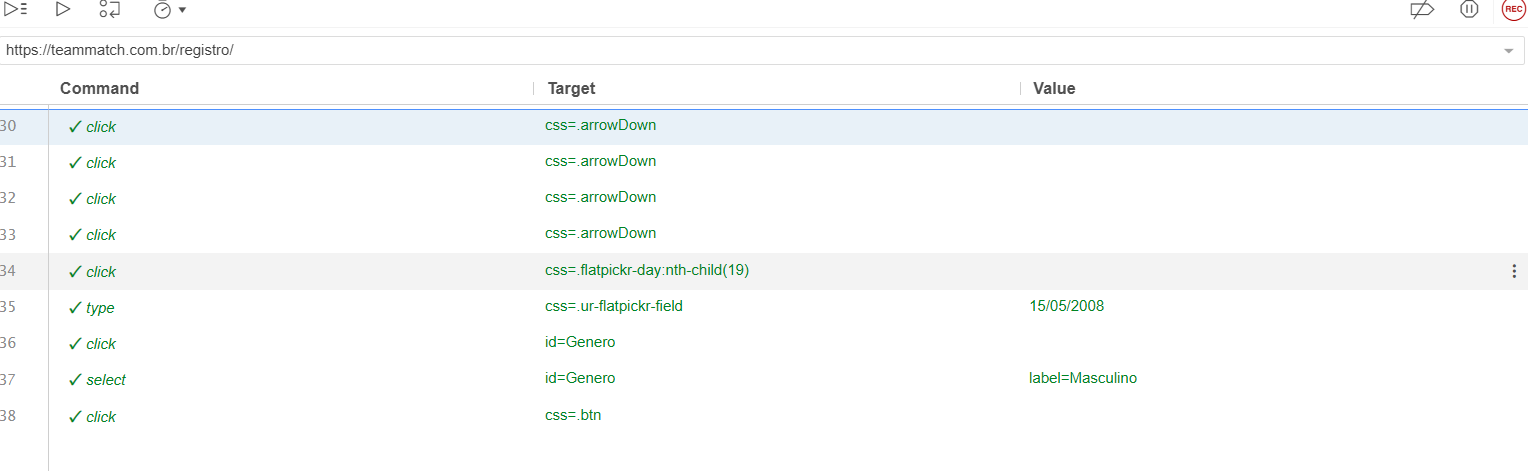 REC
https://teammatch.com.br/registro/
Command Target Value
30 click css=.arrowDown
31 click css=.arrowDown
32 click css=.arrowDown
33 click css=.arrowDown
34 click css=.flatpickr-day:nth-child(19)
35 type css=.ur-flatpickr-field 15/05/2008
36 click id=Genero
37 select id=Genero label=Masculino
38 click css=.btn